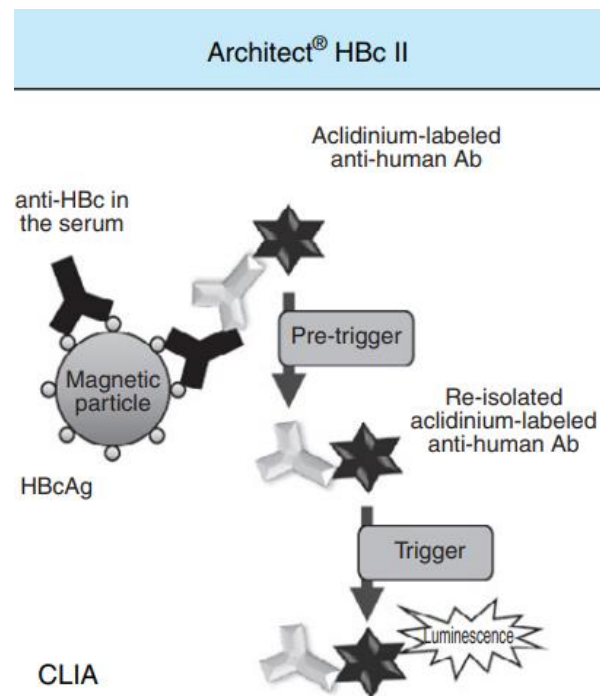 Architect® HBc II
Aclidinium-labeled
anti-human Ab
anti-HBc in
the serum
Pre-trigger
Magnetic
particle
Re-isolated
aclidinium-labeled
anti-human Ab
HBcAg
Trigger
Luminescence
CLIA